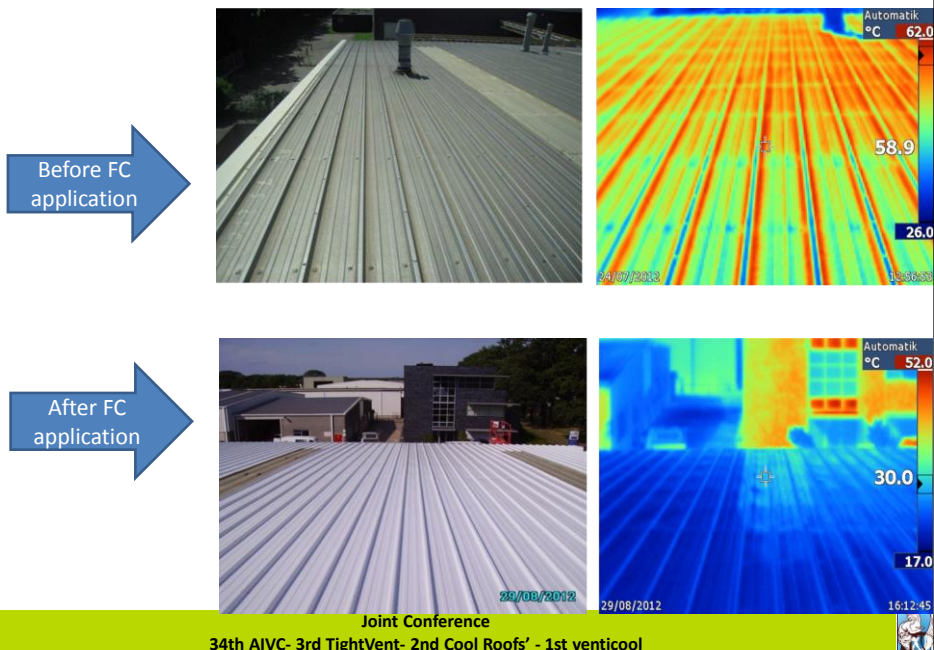 Before FC
application
Automatik
°C 62.0
58.9
26.0
24/07/2012 12:56:53
After FC
application
29/08/2012
Automatik
°C 52.0
30.0
17.0
29/08/2012 16:12:45
Joint Conference
34th AIVC- 3rd TightVent- 2nd Cool Roofs' - 1st venticool